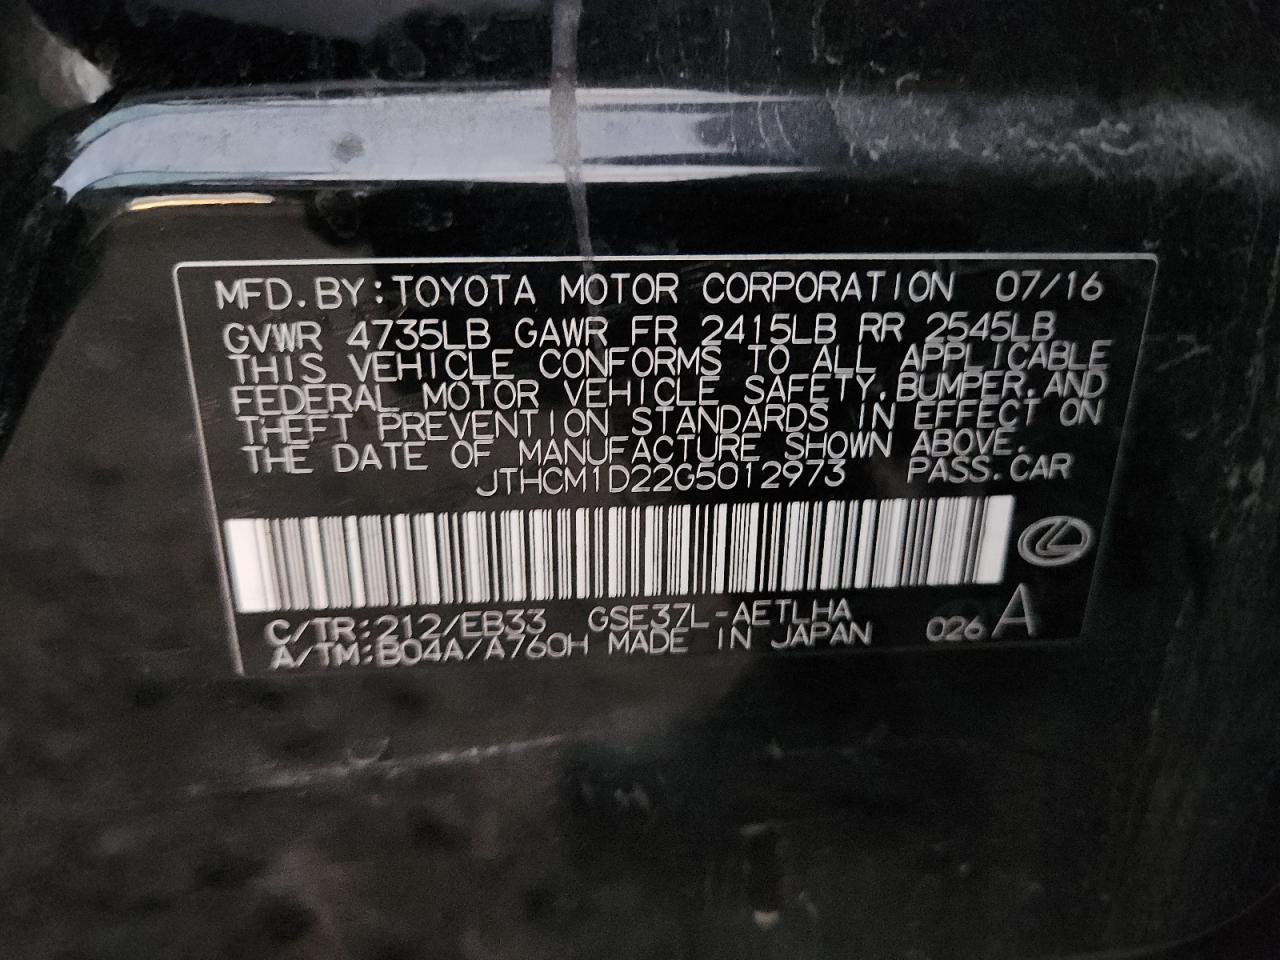 MFD. BY: TOYOTA MOTOR CORPORATION 07/16
GVWR 4735LB GAWR FR 2415LB RR 2545LB
THIS VEHICLE CONFORMS TO ALL APPLICABLE
FEDERAL MOTOR VEHICLE SAFETY, BUMPER, AND
THEFT PREVENTION STANDARDS IN EFFECT ON
THE DATE OF MANUFACTURE SHOWN ABOVE.
JTHCM1D22G5012973 PASS. CAR
C/TR: 212/EB33 GSE37L-AETLHA
A/TM: B04A/A760H MADE IN JAPAN 026 A